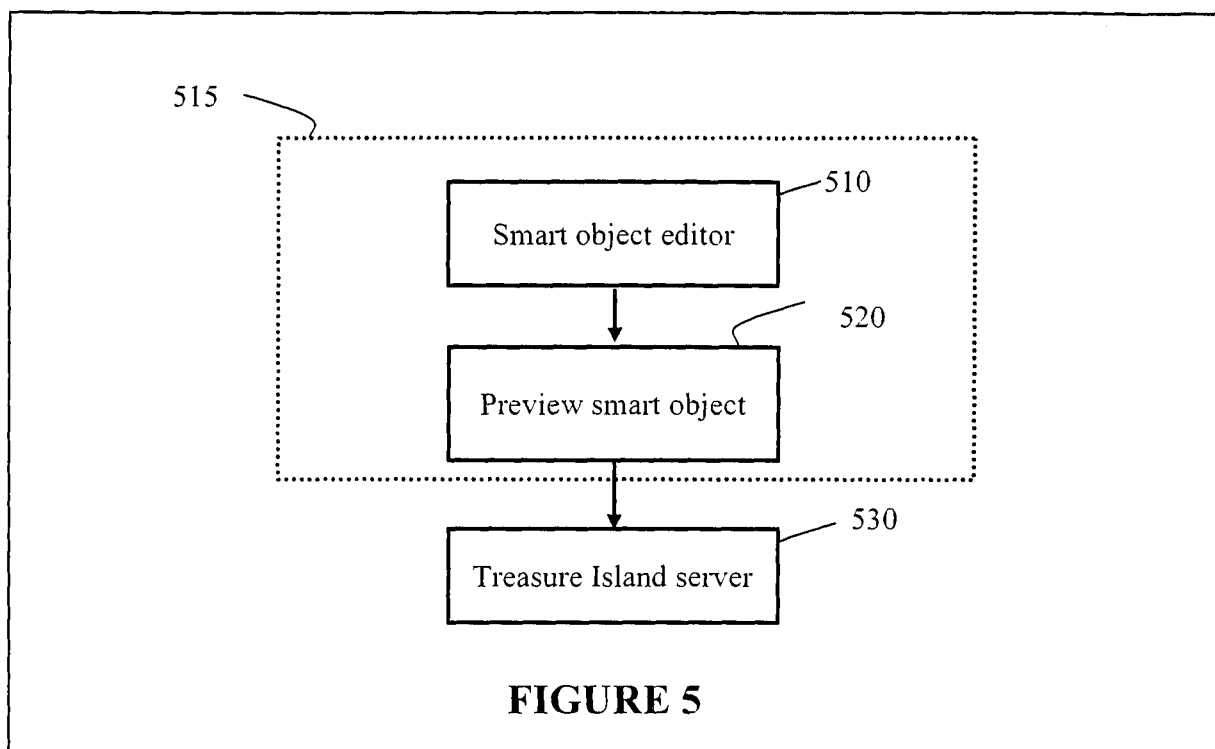 515
510
Smart object editor
520
Preview smart object
530
Treasure Island server
FIGURE 5